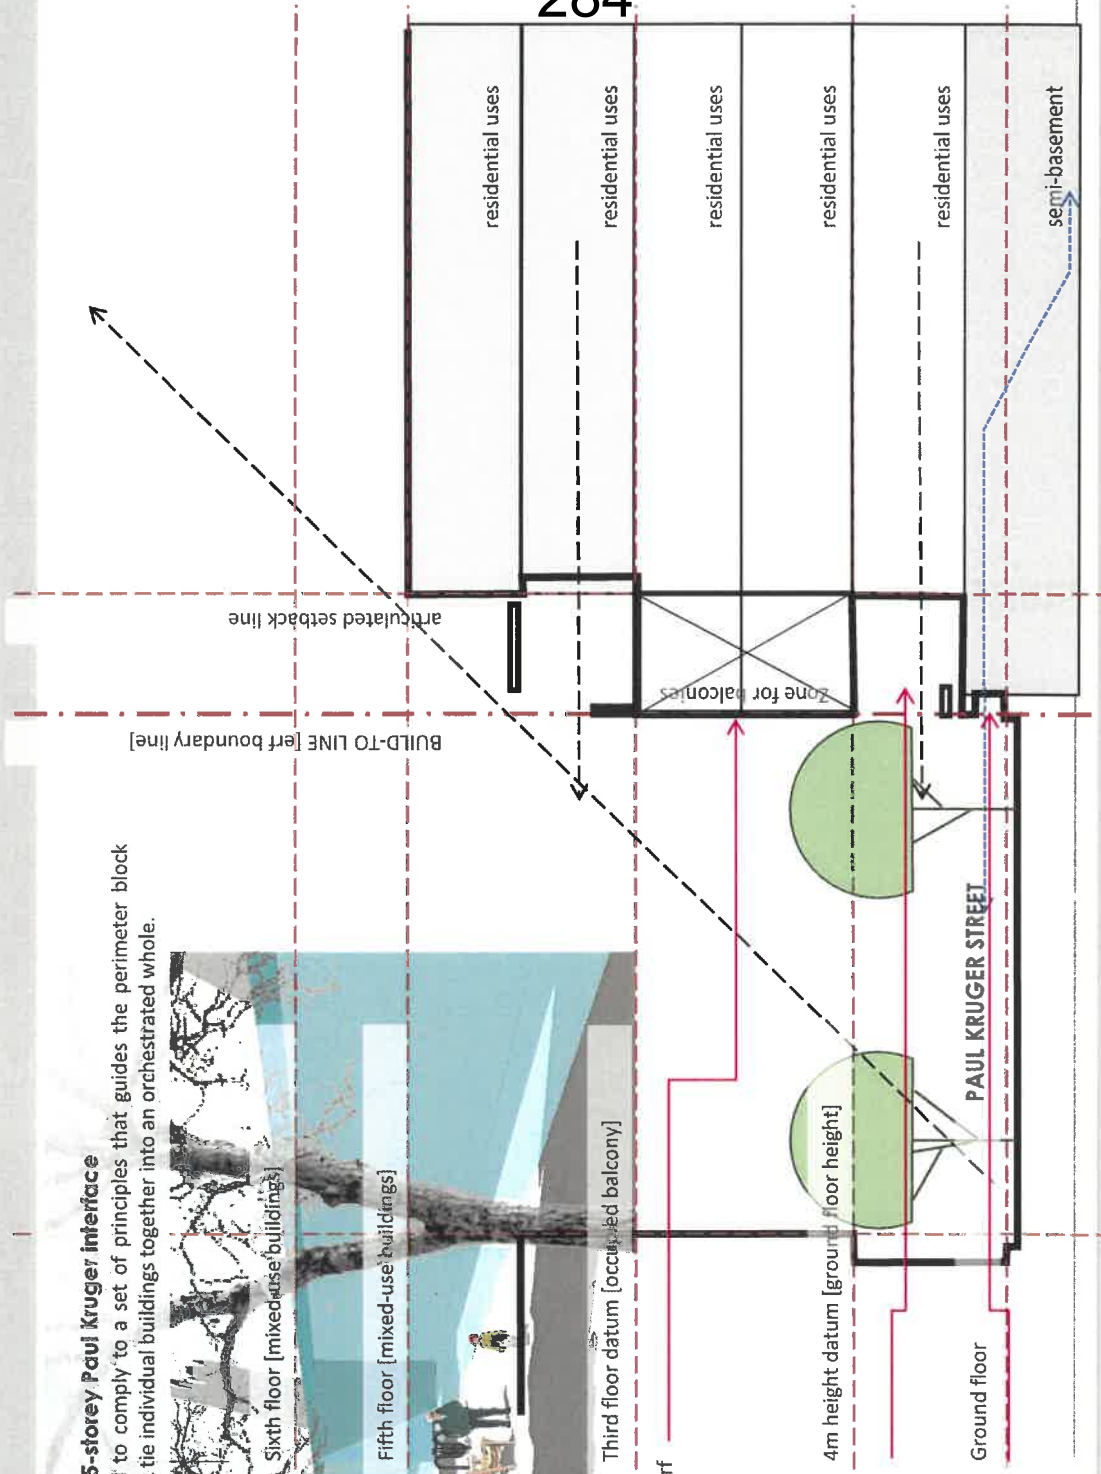 284
5-storey Paul Kruger interface
to comply to a set of principles that guides the perimeter block
tie individual buildings together into an orchestrated whole.
Sixth floor [mixed-use buildings]
Fifth floor [mixed-use buildings]
Third floor datum [occupied balcony]
rf
4m height datum [ground floor height]
Ground floor
PAUL KRUGER STREET
BUILD-TO LINE [erf boundary line]
articulated setback line
Zone for balconies
residential uses
residential uses
residential uses
residential uses
residential uses
semi-basement